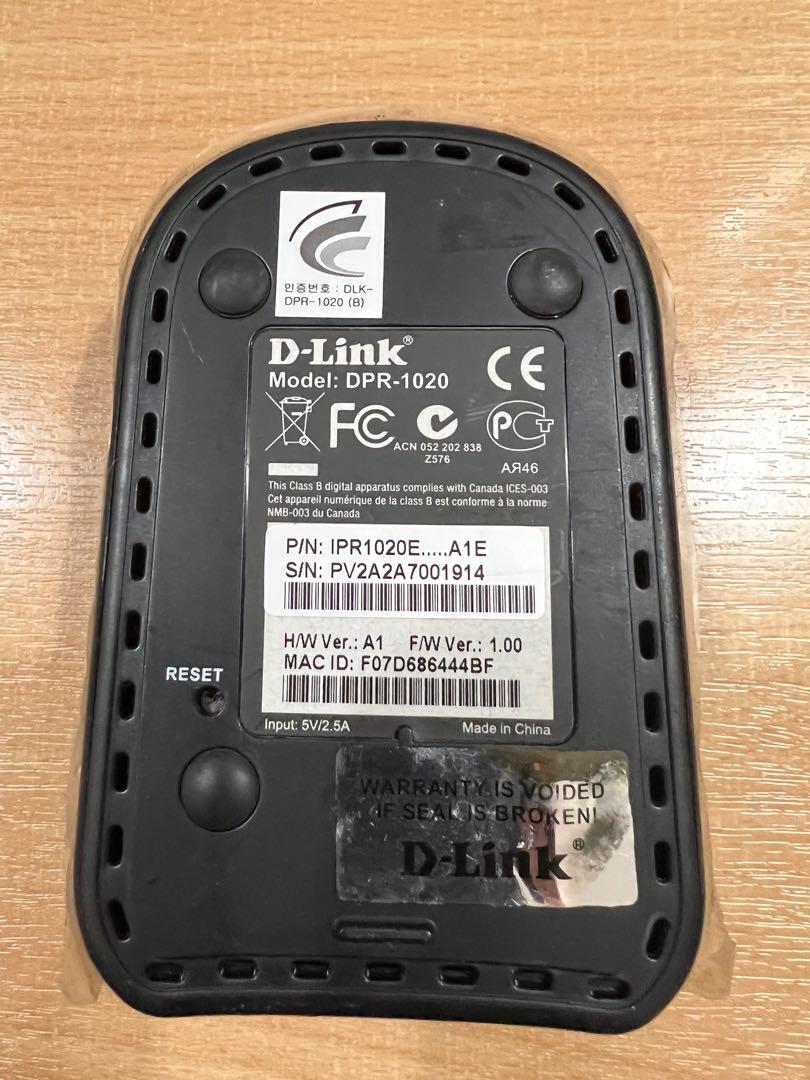 인증번호 : DLK-
DPR-1020 (B)
D-Link®
Model: DPR-1020
CE
FC
ACN 052 202 838
Z576
PCT
АЯ46
This Class B digital apparatus complies with Canada ICES-003
Cet appareil numérique de la class B est conforme à la norme
NMB-003 du Canada
P/N: IPR1020E.....A1E
S/N: PV2A2A7001914
H/W Ver.: A1 F/W Ver.: 1.00
MAC ID: F07D686444BF
RESET
Input: 5V/2.5A
Made in China
WARRANTY IS VOIDED
IF SEAL IS BROKEN!
D-Link®